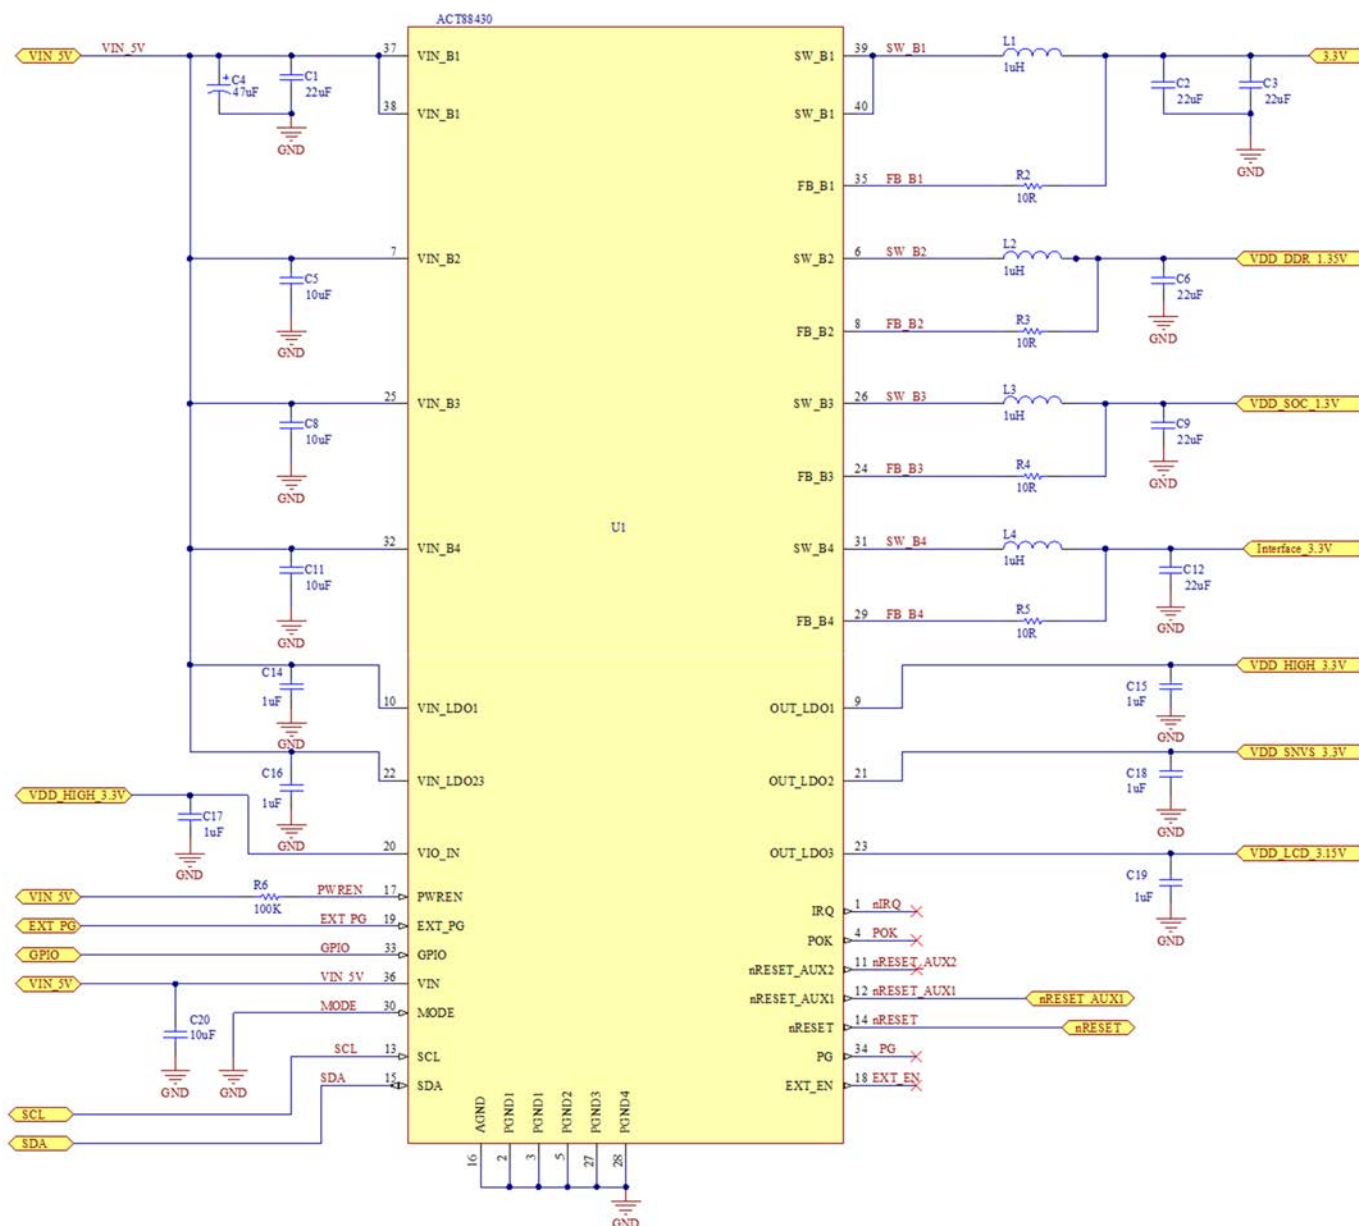 ACT88430
VIN_5V VIN_5V 37 VIN_B1 SW_B1 39 SW_B1 L1 1uH 3.3V
C4 47uF C1 22uF C2 22uF C3 22uF
38 VIN_B1 SW_B1 40
GND GND
FB_B1 35 FB_B1 R2 10R
7 VIN_B2 SW_B2 6 SW_B2 L2 1uH VDD_DDR_1.35V
C5 10uF C6 22uF
GND FB_B2 8 FB_B2 R3 10R GND
25 VIN_B3 SW_B3 26 SW_B3 L3 1uH VDD_SOC_1.3V
C8 10uF C9 22uF
GND FB_B3 24 FB_B3 R4 10R GND
U1
32 VIN_B4 SW_B4 31 SW_B4 L4 1uH Interface_3.3V
C11 10uF C12 22uF
GND FB_B4 29 FB_B4 R5 10R GND
C14 1uF VDD_HIGH_3.3V
10 VIN_LDO1 OUT_LDO1 9 C15 1uF
GND GND
VDD_SNVS_3.3V
C16 1uF 22 VIN_LDO23 OUT_LDO2 21 C18 1uF
VDD_HIGH_3.3V GND GND
C17 1uF
GND 20 VIO_IN OUT_LDO3 23 VDD_LCD_3.15V
C19 1uF
GND
VIN_5V R6 100K PWREN 17 PWREN
IRQ 1 nIRQ
EXT_PG EXT_PG 19 EXT_PG
POK 4 POK
GPIO GPIO 33 GPIO
nRESET_AUX2 11 nRESET_AUX2
VIN_5V VIN_5V 36 VIN
nRESET_AUX1 12 nRESET_AUX1 nRESET_AUX1
MODE 30 MODE
C20 10uF
nRESET 14 nRESET nRESET
SCL 13 SCL PG 34 PG
GND GND
SDA 15 SDA EXT_EN 18 EXT_EN
SCL
SDA
AGND PGND1 PGND1 PGND2 PGND3 PGND4
16 2 3 5 27 28
GND